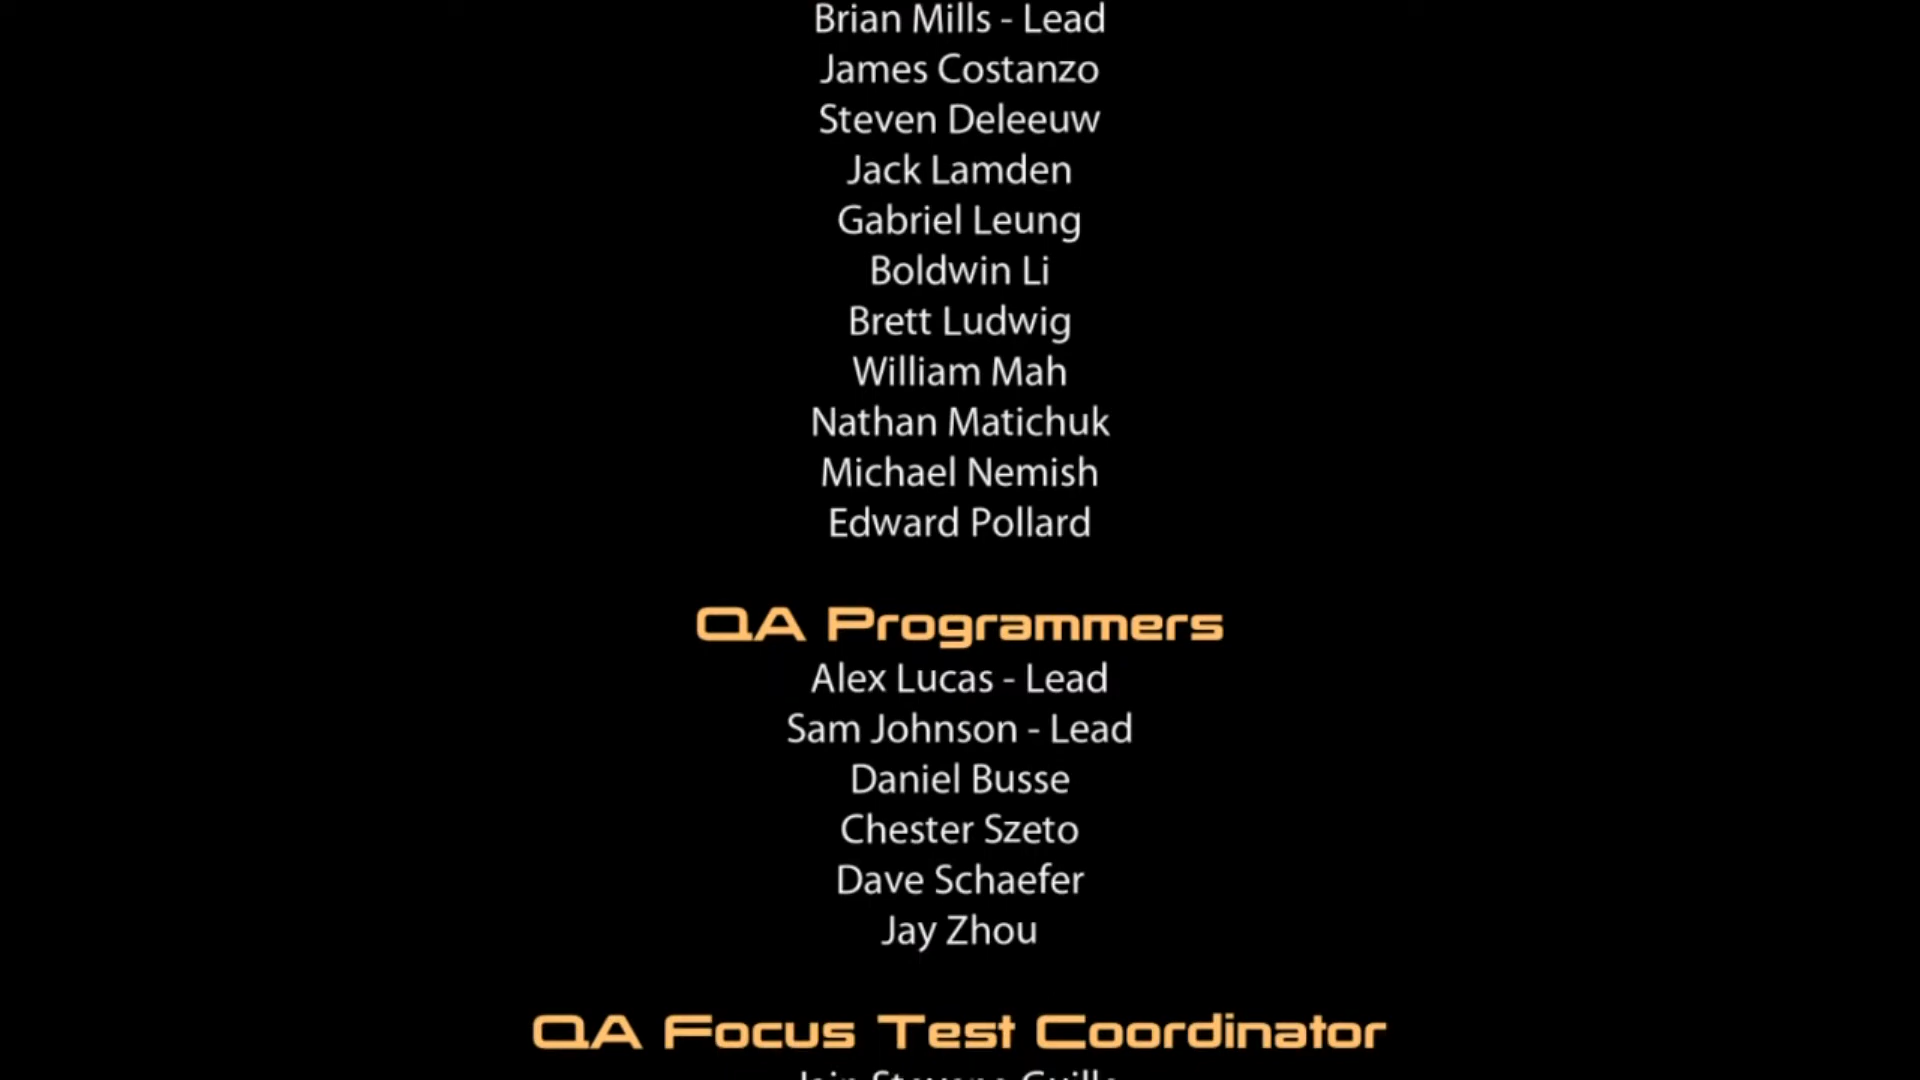 Brian Mills - Lead
James Costanzo
Steven Deleeuw
Jack Lamden
Gabriel Leung
Boldwin Li
Brett Ludwig
William Mah
Nathan Matichuk
Michael Nemish
Edward Pollard
QA Programmers
Alex Lucas - Lead
Sam Johnson - Lead
Daniel Busse
Chester Szeto
Dave Schaefer
Jay Zhou
QA Focus Test Coordinator